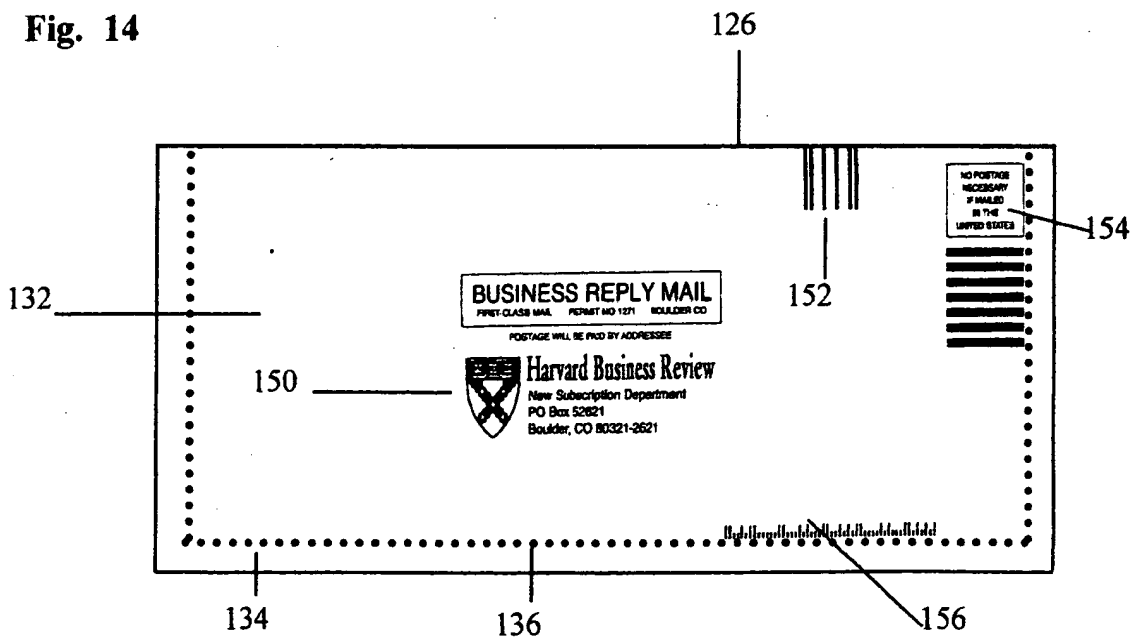 Fig. 14
126
NO POSTAGE
NECESSARY
IF MAILED
IN THE
UNITED STATES
154
152
132
BUSINESS REPLY MAIL
FIRST-CLASS MAIL PERMIT NO 1271 BOULDER CO
POSTAGE WILL BE PAID BY ADDRESSEE
150
Harvard Business Review
New Subscription Department
PO Box 52621
Boulder, CO 80321-2621
134
136
156